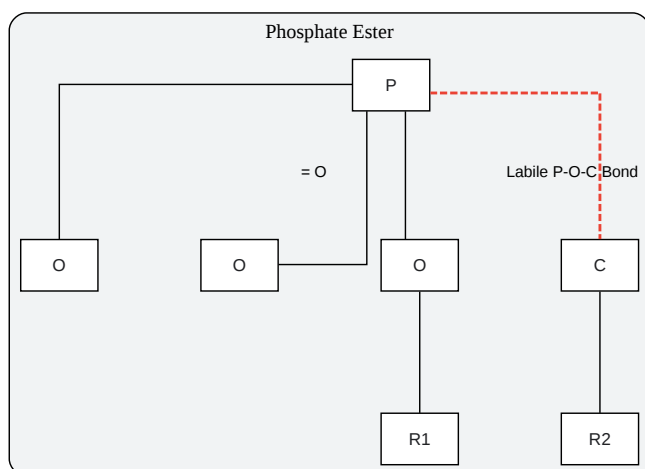 Phosphate Ester
P
= O
Labile P-O-C Bond
O
O
O
C
R1
R2